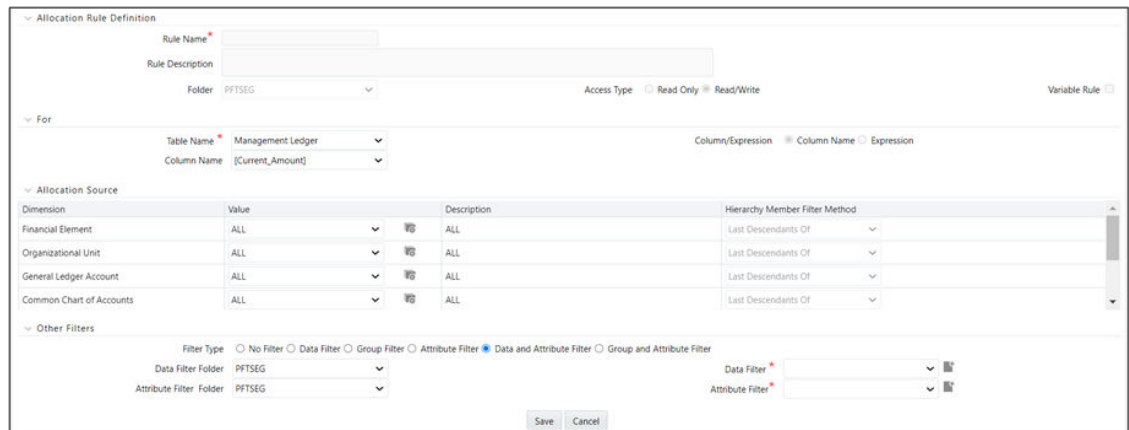 Allocation Rule Definition
Rule Name*
Rule Description
Folder PFTSEG Access Type Read Only Read/Write Variable Rule
For
Table Name * Management Ledger Column/Expression Column Name Expression
Column Name [Current_Amount]
Allocation Source
Dimension Value Description Hierarchy Member Filter Method
Financial Element ALL ALL Last Descendants Of
Organizational Unit ALL ALL Last Descendants Of
General Ledger Account ALL ALL Last Descendants Of
Common Chart of Accounts ALL ALL Last Descendants Of
Other Filters
Filter Type No Filter Data Filter Group Filter Attribute Filter Data and Attribute Filter Group and Attribute Filter
Data Filter Folder PFTSEG Data Filter *
Attribute Filter Folder PFTSEG Attribute Filter*
Save Cancel